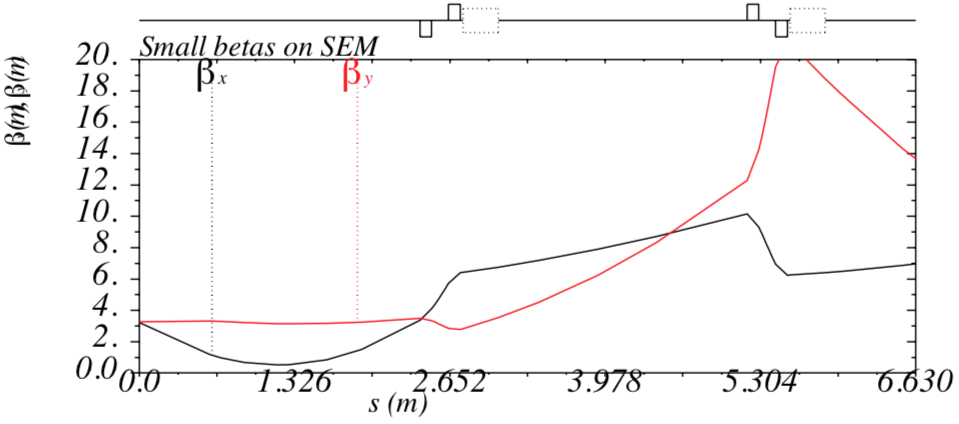 Small betas on SEM
βx
βy
β(m), β(m)
20.
18.
16.
14.
12.
10.
8.
6.
4.
2.
0.0
0.0 1.326 2.652 3.978 5.304 6.630
s (m)